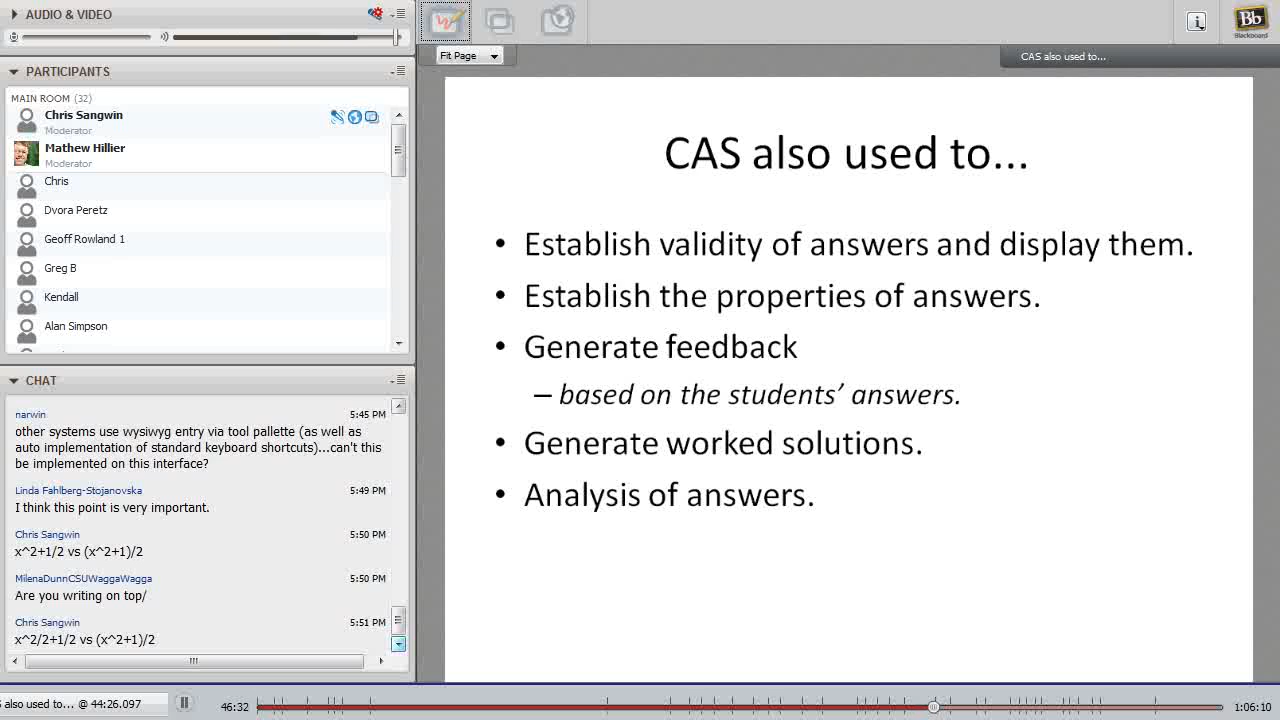 AUDIO & VIDEO
PARTICIPANTS
MAIN ROOM (32)
Chris Sangwin
Moderator
Mathew Hillier
Moderator
Chris
Dvora Peretz
Geoff Rowland 1
Greg B
Kendall
Alan Simpson
CHAT
narwin 5:45 PM
other systems use wysiwyg entry via tool pallette (as well as
auto implementation of standard keyboard shortcuts)...can't this
be implemented on this interface?
Linda Fahlberg-Stojanovska 5:49 PM
I think this point is very important.
Chris Sangwin 5:50 PM
x^2+1/2 vs (x^2+1)/2
MilenaDunnCSUWaggaWagga 5:50 PM
Are you writing on top/
Chris Sangwin 5:51 PM
x^2/2+1/2 vs (x^2+1)/2
Fit Page
Bb
Blackboard
CAS also used to...
CAS also used to...
• Establish validity of answers and display them.
• Establish the properties of answers.
• Generate feedback
– based on the students' answers.
• Generate worked solutions.
• Analysis of answers.
S also used to... @ 44:26.097
46:32
1:06:10